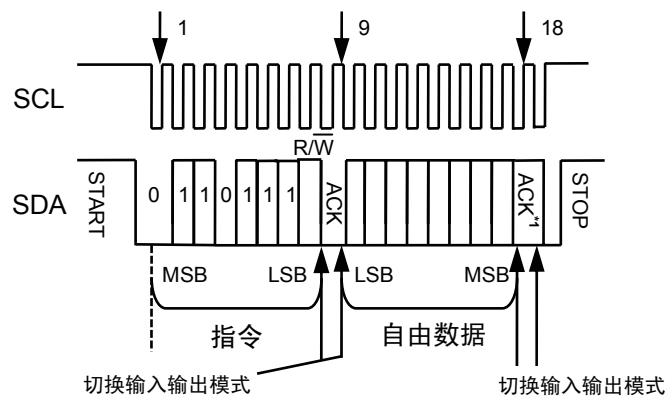 1 9 18
SCL
R/W
SDA
START 0 1 1 0 1 1 1 ACK ACK*1 STOP
MSB LSB LSB MSB
指令 自由数据
切换输入输出模式 切换输入输出模式